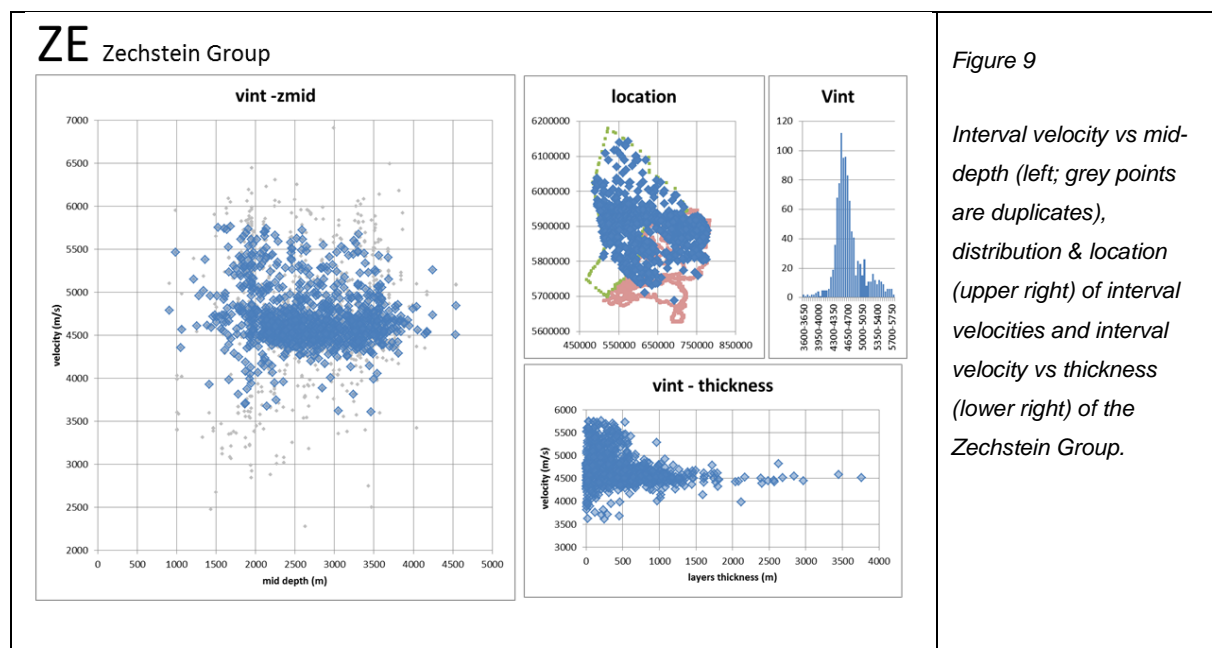 ZE Zechstein Group
vint -zmid
7000
6500
6000
5500
5000
4500
4000
3500
3000
2500
2000
velocity (m/s)
0 500 1000 1500 2000 2500 3000 3500 4000 4500 5000
mid depth (m)
location
6200000
6100000
6000000
5900000
5800000
5700000
5600000
450000 550000 650000 750000 850000
Vint
120
100
80
60
40
20
0
3600-3650
3950-4000
4300-4350
4650-4700
5000-5050
5350-5400
5700-5750
vint - thickness
6000
5500
5000
4500
4000
3500
3000
velocity (m/s)
0 500 1000 1500 2000 2500 3000 3500 4000
layers thickness (m)
Figure 9
Interval velocity vs mid-
depth (left; grey points
are duplicates),
distribution & location
(upper right) of interval
velocities and interval
velocity vs thickness
(lower right) of the
Zechstein Group.